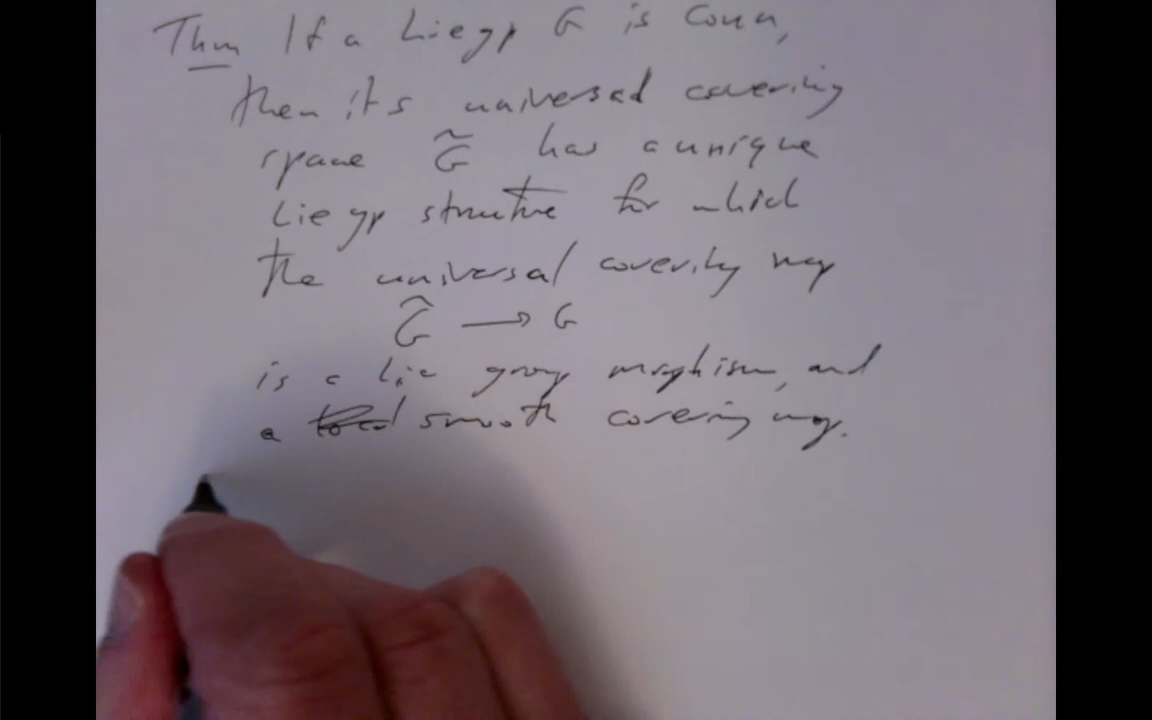 Thm If a Lie gp G is conn,
then its universal covering
space G̃ has a unique
Lie gp structure for which
the universal covering map
G̃ → G
is a Lie group morphism, and
a smooth covering map.